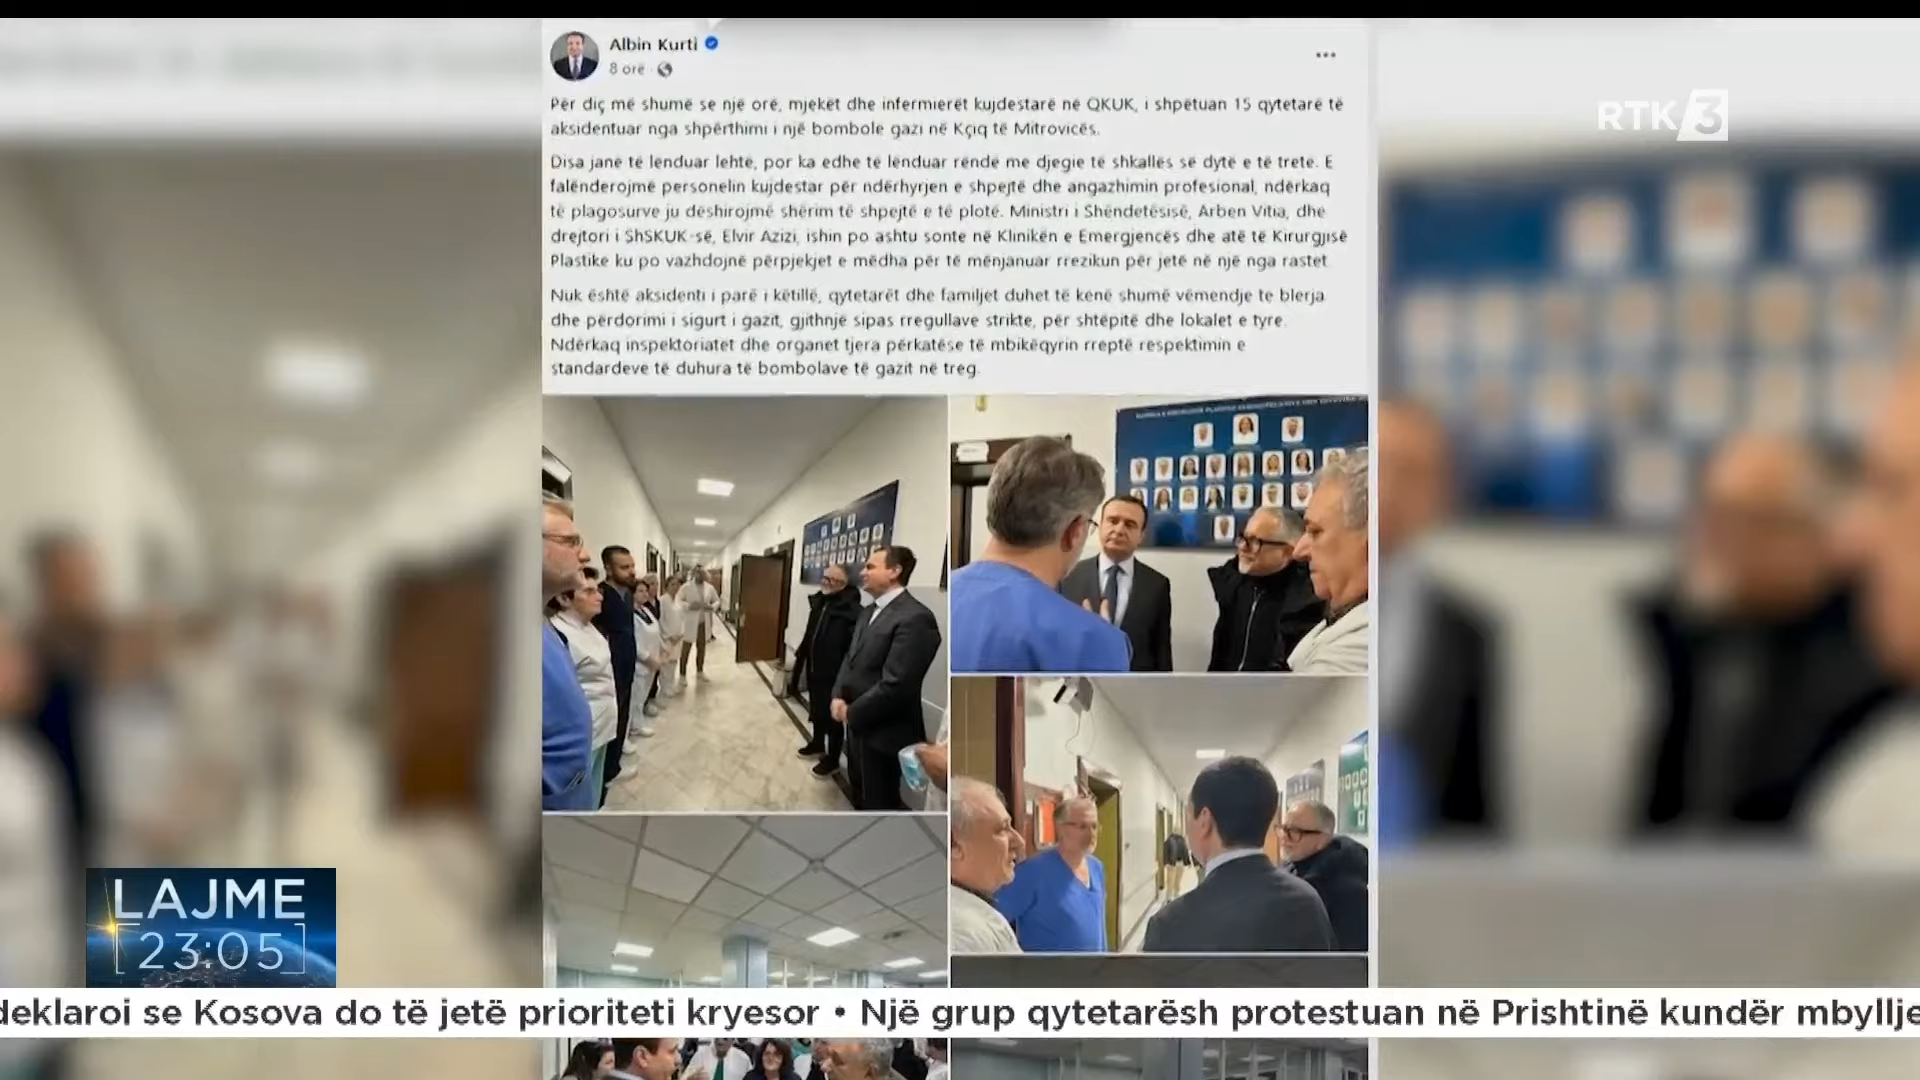 Albin Kurti
8 orë
Për diç më shumë se një orë, mjekët dhe infermierët kujdestarë në QKUK, i shpëtuan 15 qytetarë të
aksidentuar nga shpërthimi i një bombole gazi në Kçiq të Mitrovicës.
Disa janë të lënduar lehtë, por ka edhe të lënduar rëndë me djegie të shkallës së dytë e të tretë. E
falënderojmë personelin kujdestar për ndërhyrjen e shpejtë dhe angazhimin profesional, ndërkaq
të plagosurve ju dëshirojmë shërim të shpejtë e të plotë. Ministri i Shëndetësisë, Arben Vitia, dhe
drejtori i ShSKUK-së, Elvir Azizi, ishin po ashtu sonte në Klinikën e Emergjencës dhe atë të Kirurgjisë
Plastike ku po vazhdojnë përpjekjet e mëdha për të mënjanuar rrezikun për jetë në një nga rastet.
Nuk është aksidenti i parë i këtillë, qytetarët dhe familjet duhet të kenë shumë vëmendje te blerja
dhe përdorimi i sigurt i gazit, gjithnjë sipas rregullave strikte, për shtëpitë dhe lokalet e tyre.
Ndërkaq inspektoriatet dhe organet tjera përkatëse të mbikëqyrin rreptë respektimin e
standardeve të duhura të bombolave të gazit në treg.
RTK 3
LAJME
23:05
deklaroi se Kosova do të jetë prioriteti kryesor • Një grup qytetarësh protestuan në Prishtinë kundër mbyllje